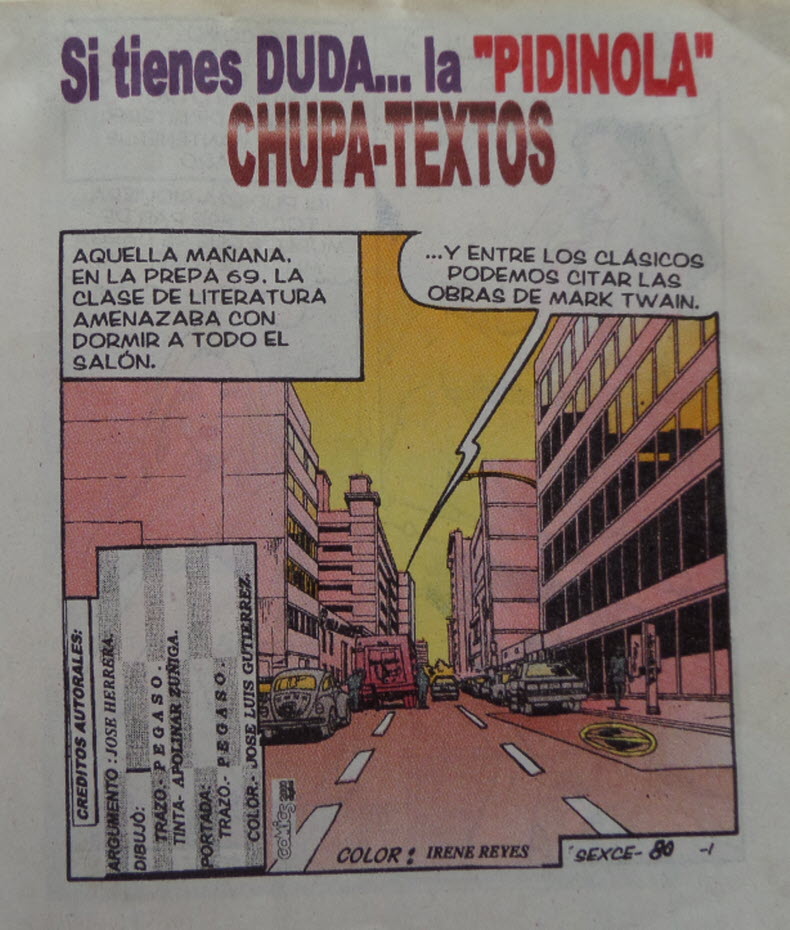 Si tienes DUDA... la "PIDINOLA"
CHUPA-TEXTOS
AQUELLA MAÑANA,
EN LA PREPA 69, LA
CLASE DE LITERATURA
AMENAZABA CON
DORMIR A TODO EL
SALÓN.
...Y ENTRE LOS CLÁSICOS
PODEMOS CITAR LAS
OBRAS DE MARK TWAIN.
CREDITOS AUTORALES:
ARGUMENTO : JOSE HERRERA.
DIBUJÓ:
TRAZO.- PEGASO.
TINTA- APOLINAR ZUÑIGA.
PORTADA:
TRAZO.- PEGASO.
COLOR.- JOSE LUIS GUTIERREZ.
COLOR : IRENE REYES
SEXCE- 80 -1